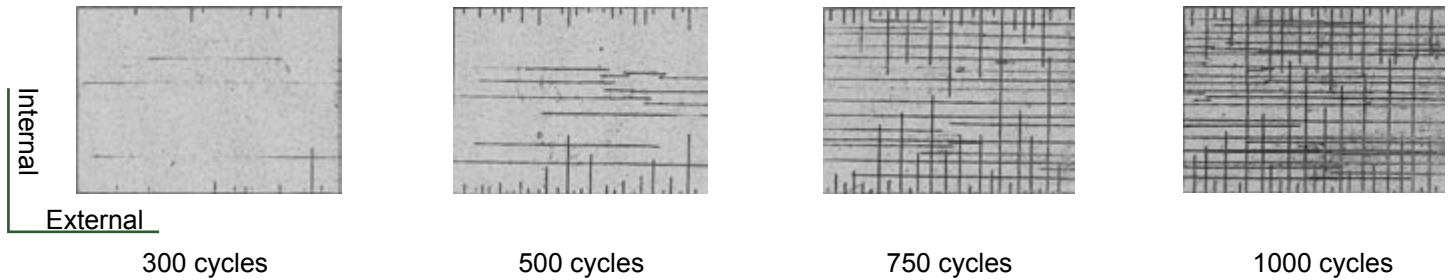 Internal
External
300 cycles
500 cycles
750 cycles
1000 cycles